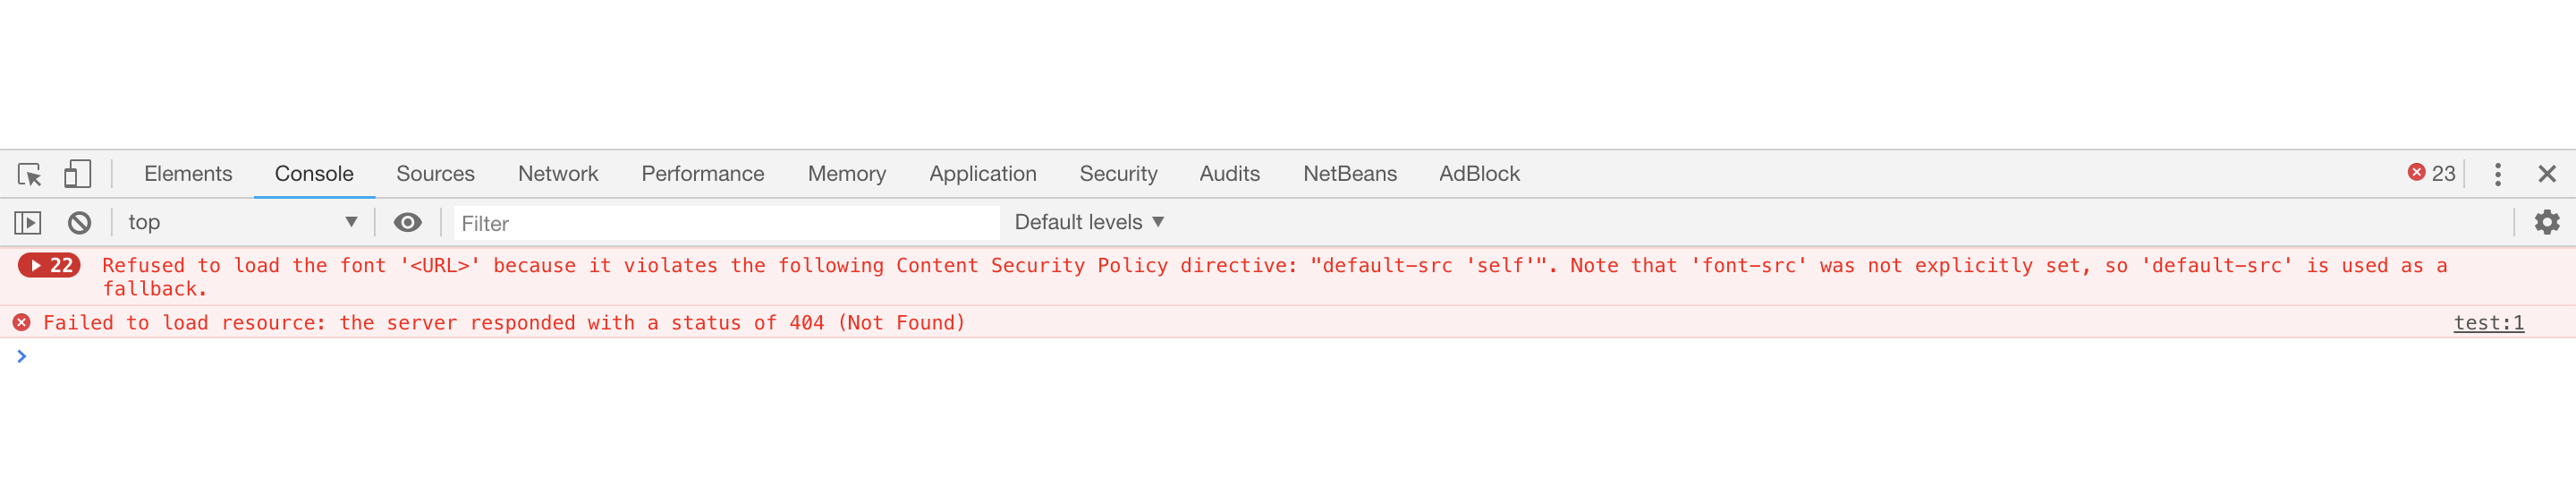 Elements Console Sources Network Performance Memory Application Security Audits NetBeans AdBlock 23
top Filter Default levels
22 Refused to load the font '<URL>' because it violates the following Content Security Policy directive: "default-src 'self'". Note that 'font-src' was not explicitly set, so 'default-src' is used as a
fallback.
Failed to load resource: the server responded with a status of 404 (Not Found) test:1